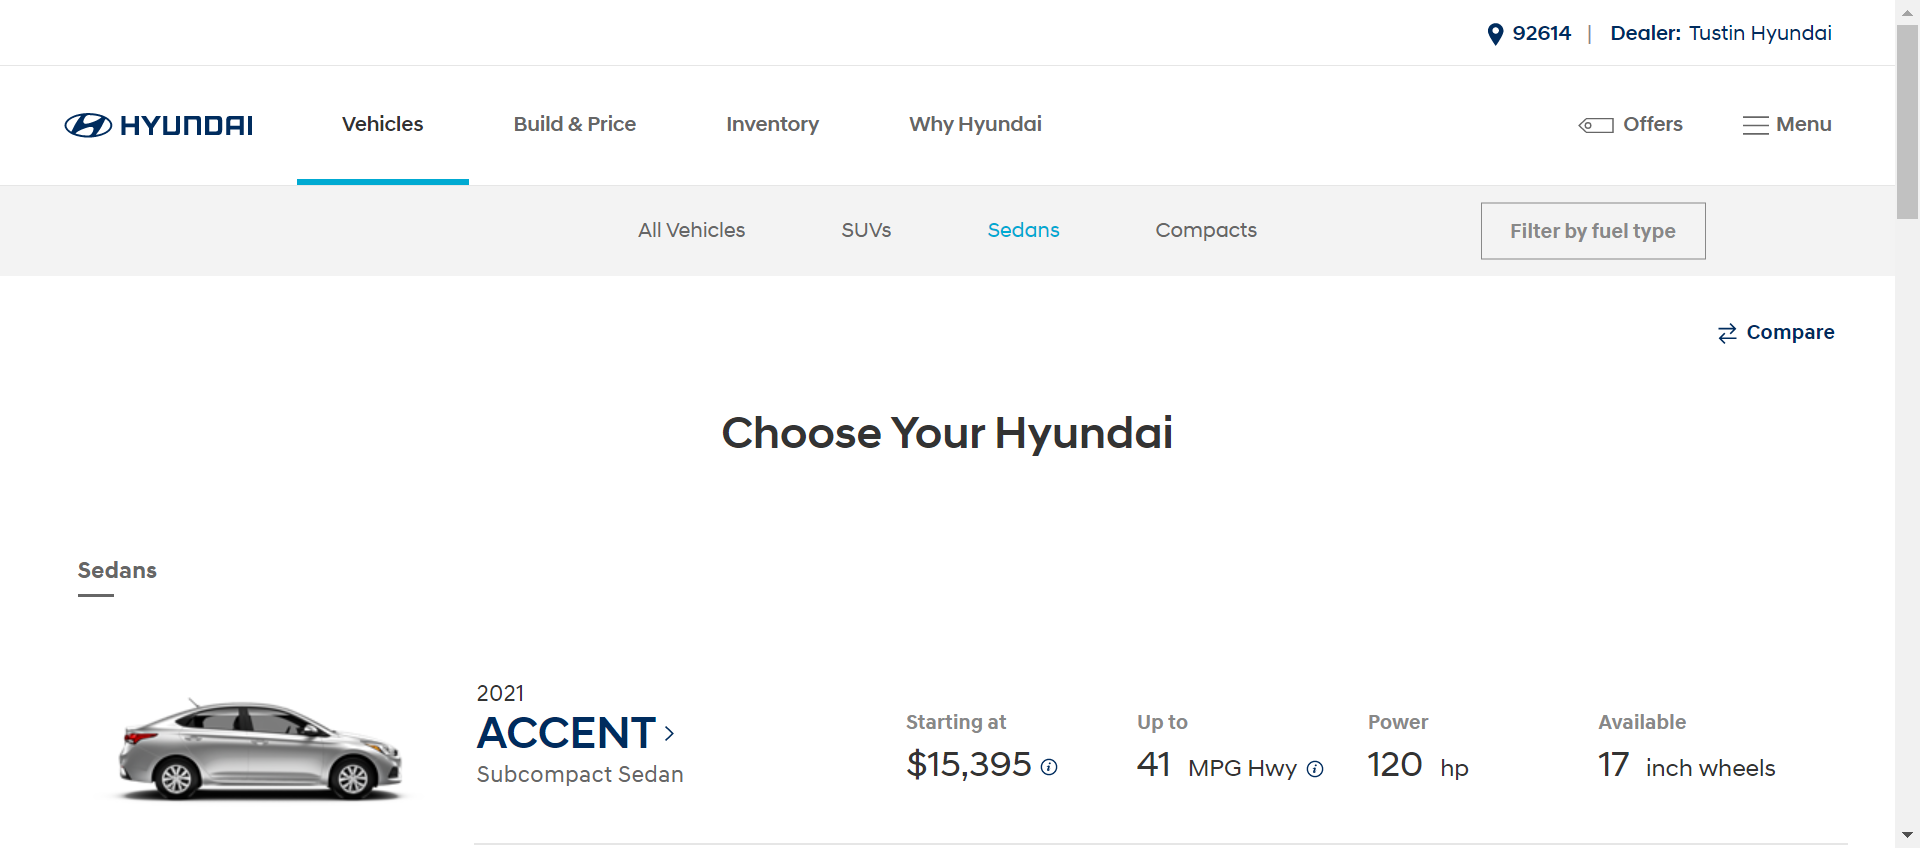 92614 | Dealer: Tustin Hyundai
HYUNDAI Vehicles Build & Price Inventory Why Hyundai Offers Menu
All Vehicles SUVs Sedans Compacts Filter by fuel type
Compare
Choose Your Hyundai
Sedans
2021
ACCENT
Subcompact Sedan
Starting at
$15,395
Up to
41 MPG Hwy
Power
120 hp
Available
17 inch wheels